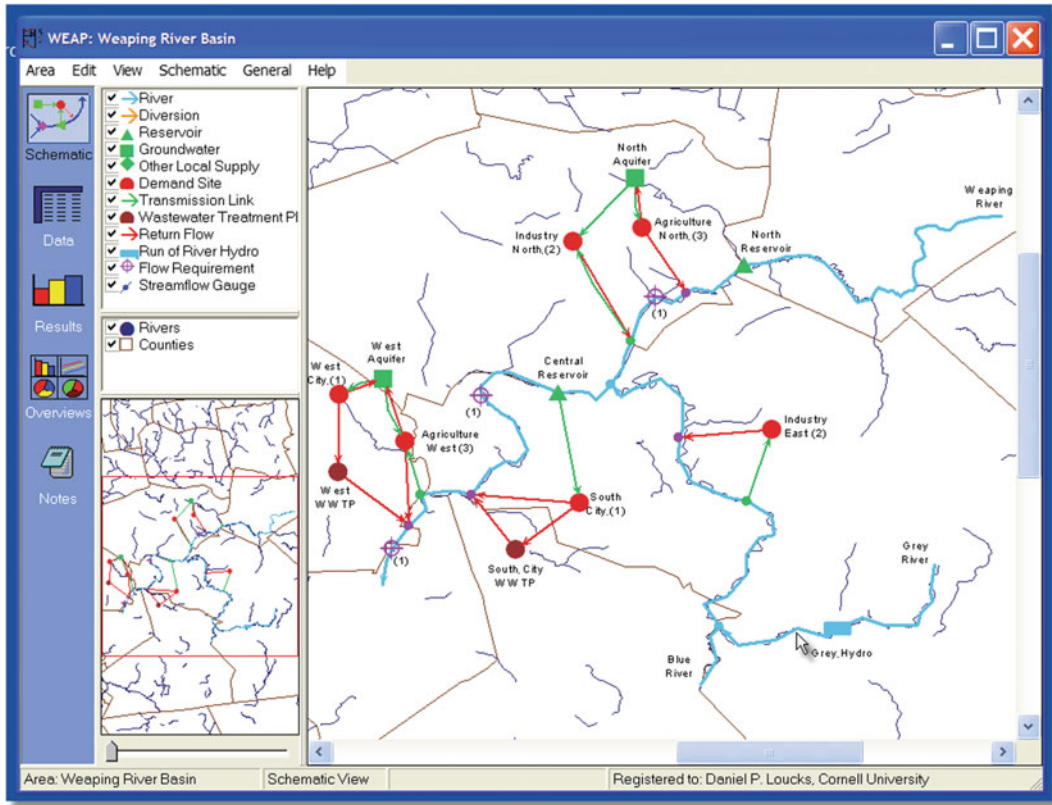 WEAP: Weaping River Basin
Area Edit View Schematic General Help
Schematic
Data
Results
Overviews
Notes
River
Diversion
Reservoir
Groundwater
Other Local Supply
Demand Site
Transmission Link
Wastewater Treatment Pl
Return Flow
Run of River Hydro
Flow Requirement
Streamflow Gauge
Rivers
Counties
North
Aquifer
Weaping
River
Industry
North,(2)
Agriculture
North,(3)
North
Reservoir
(1)
West
Aquifer
West
City,(1)
Central
Reservoir
(1)
Agriculture
West(3)
Industry
East(2)
West
WWTP
South
City,(1)
(1)
South,City
WWTP
Grey
River
Blue
River
Grey,Hydro
Area: Weaping River Basin
Schematic View
Registered to: Daniel P. Loucks, Cornell University